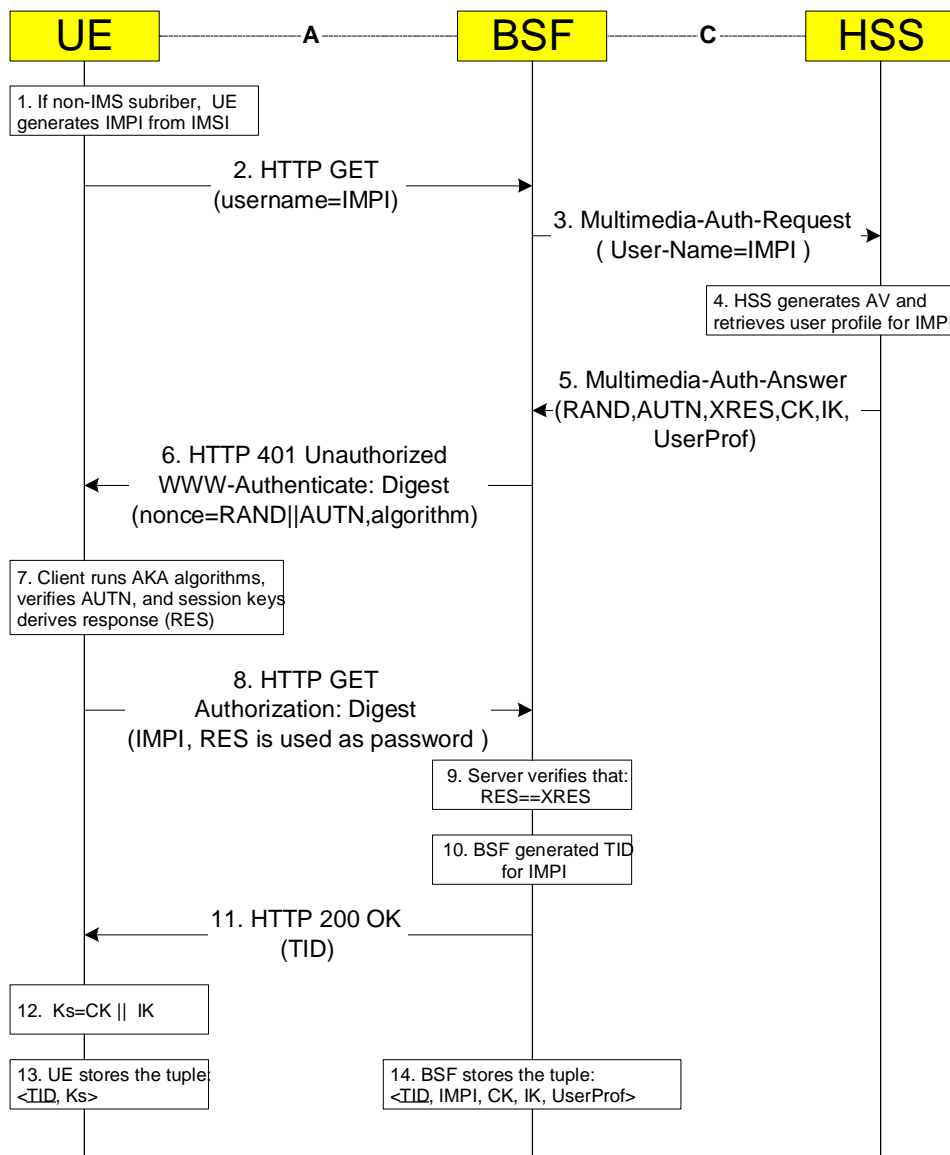 UE
A
BSF
C
HSS
1. If non-IMS subriber, UE
generates IMPI from IMSI
2. HTTP GET
(username=IMPI)
3. Multimedia-Auth-Request
( User-Name=IMPI )
4. HSS generates AV and
retrieves user profile for IMPI
5. Multimedia-Auth-Answer
(RAND,AUTN,XRES,CK,IK,
UserProf)
6. HTTP 401 Unauthorized
WWW-Authenticate: Digest
(nonce=RAND||AUTN,algorithm)
7. Client runs AKA algorithms,
verifies AUTN, and session keys
derives response (RES)
8. HTTP GET
Authorization: Digest
(IMPI, RES is used as password )
9. Server verifies that:
RES==XRES
10. BSF generated TID
for IMPI
11. HTTP 200 OK
(TID)
12. Ks=CK || IK
13. UE stores the tuple:
<TID, Ks>
14. BSF stores the tuple:
<TID, IMPI, CK, IK, UserProf>